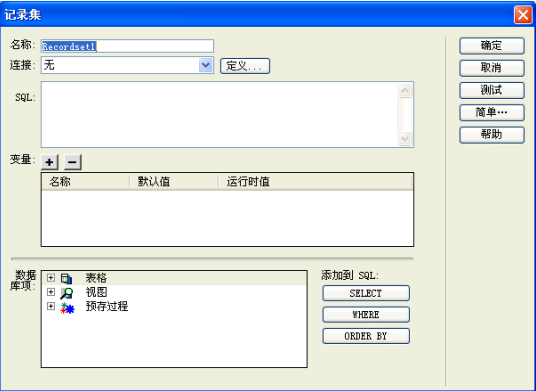 记录集
名称: Recordset1
确定
连接: 无 定义...
取消
SQL:
测试
简单...
帮助
变量: + -
名称 默认值 运行时值
数据库项:
表格
视图
预存过程
添加到 SQL:
SELECT
WHERE
ORDER BY